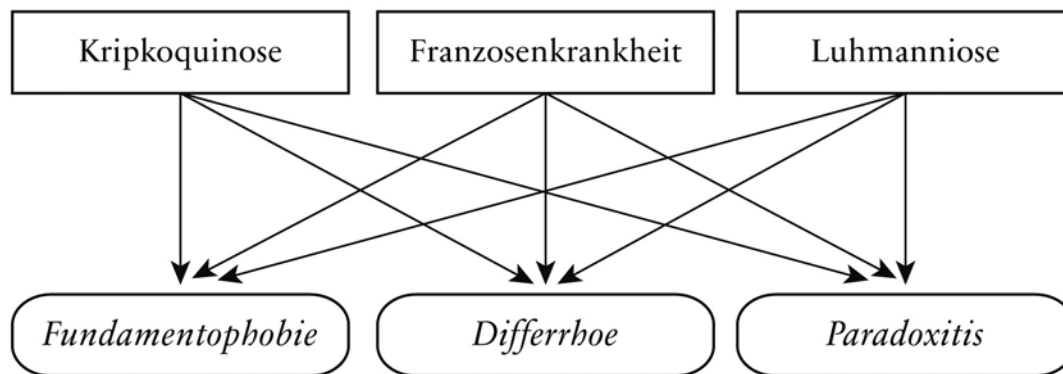 Kripkoquinose
Franzosenkrankheit
Luhmanniose
Fundamentophobie
Differrhoe
Paradoxitis